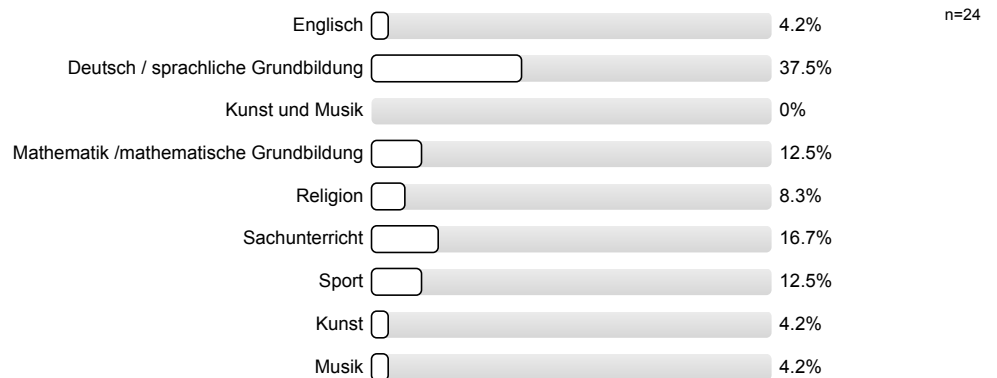 n=24
Englisch 4.2%
Deutsch / sprachliche Grundbildung 37.5%
Kunst und Musik 0%
Mathematik /mathematische Grundbildung 12.5%
Religion 8.3%
Sachunterricht 16.7%
Sport 12.5%
Kunst 4.2%
Musik 4.2%